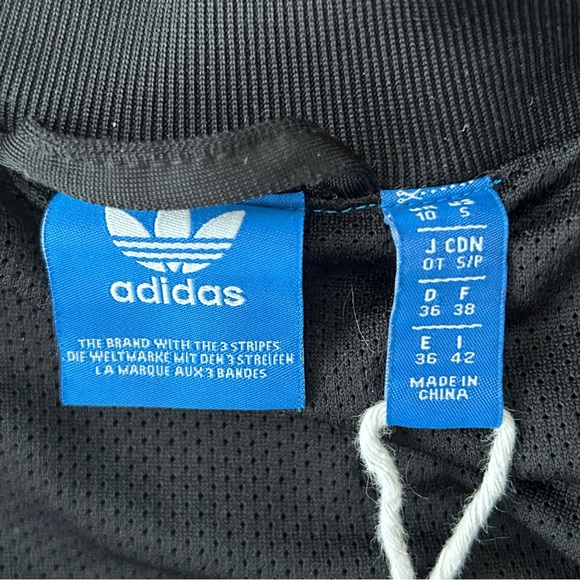 adidas
THE BRAND WITH THE 3 STRIPES
DIE WELTMARKE MIT DEN 3 STREIFEN
LA MARQUE AUX 3 BANDES
10 S
J CDN
OT S/P
D F
36 38
E I
36 42
MADE IN
CHINA